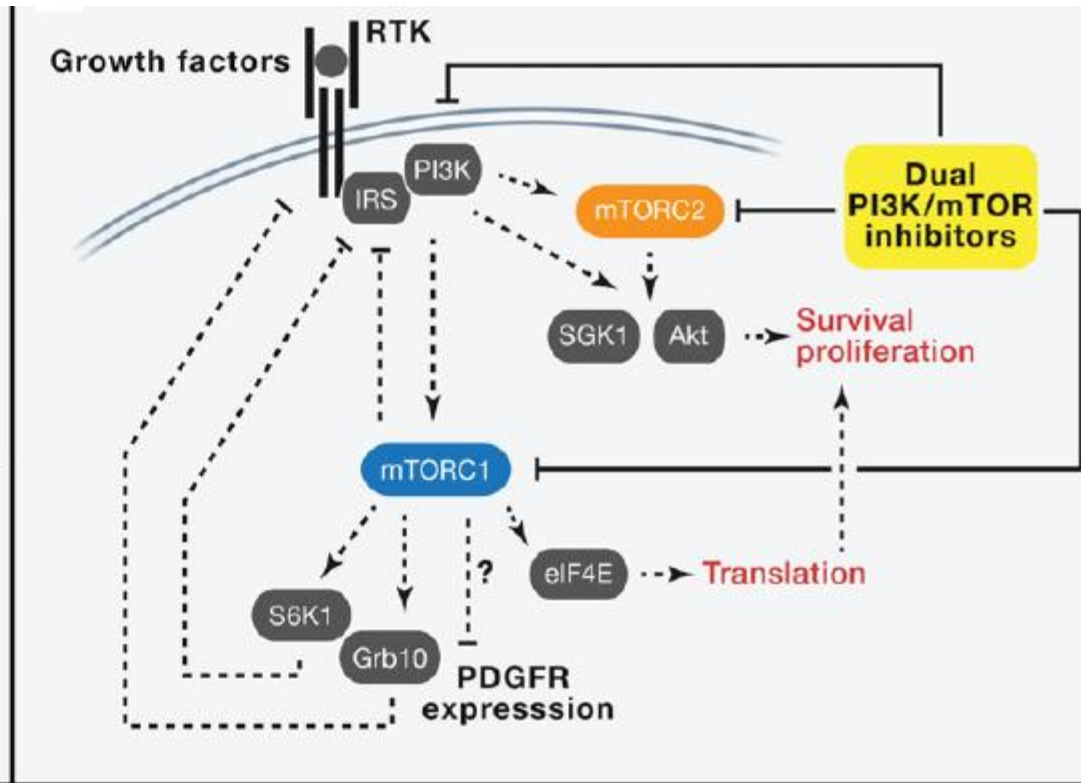 RTK
Growth factors
PI3K
IRS
mTORC2
Dual
PI3K/mTOR
inhibitors
SGK1
Akt
Survival
proliferation
mTORC1
?
eIF4E
Translation
S6K1
Grb10
PDGFR
expresssion